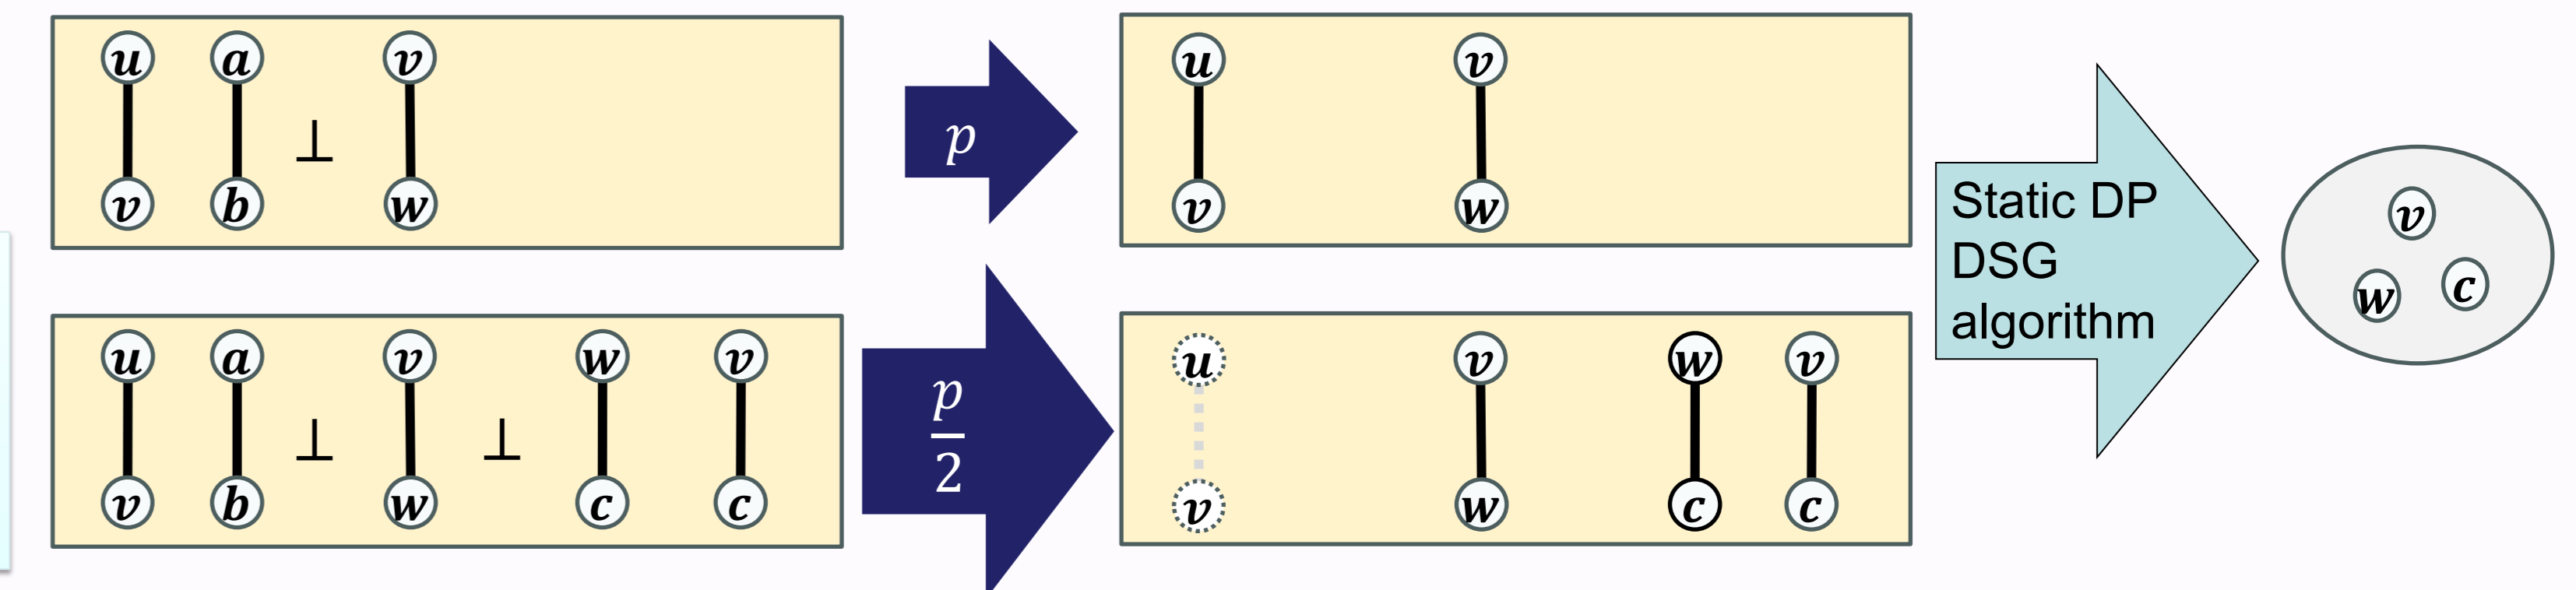 u a v
⊥
v b w
p
u v
v w
Static DP
DSG
algorithm
v
w c
u a v w v
⊥ ⊥
v b w c c
p
2
u v w v
v w c c